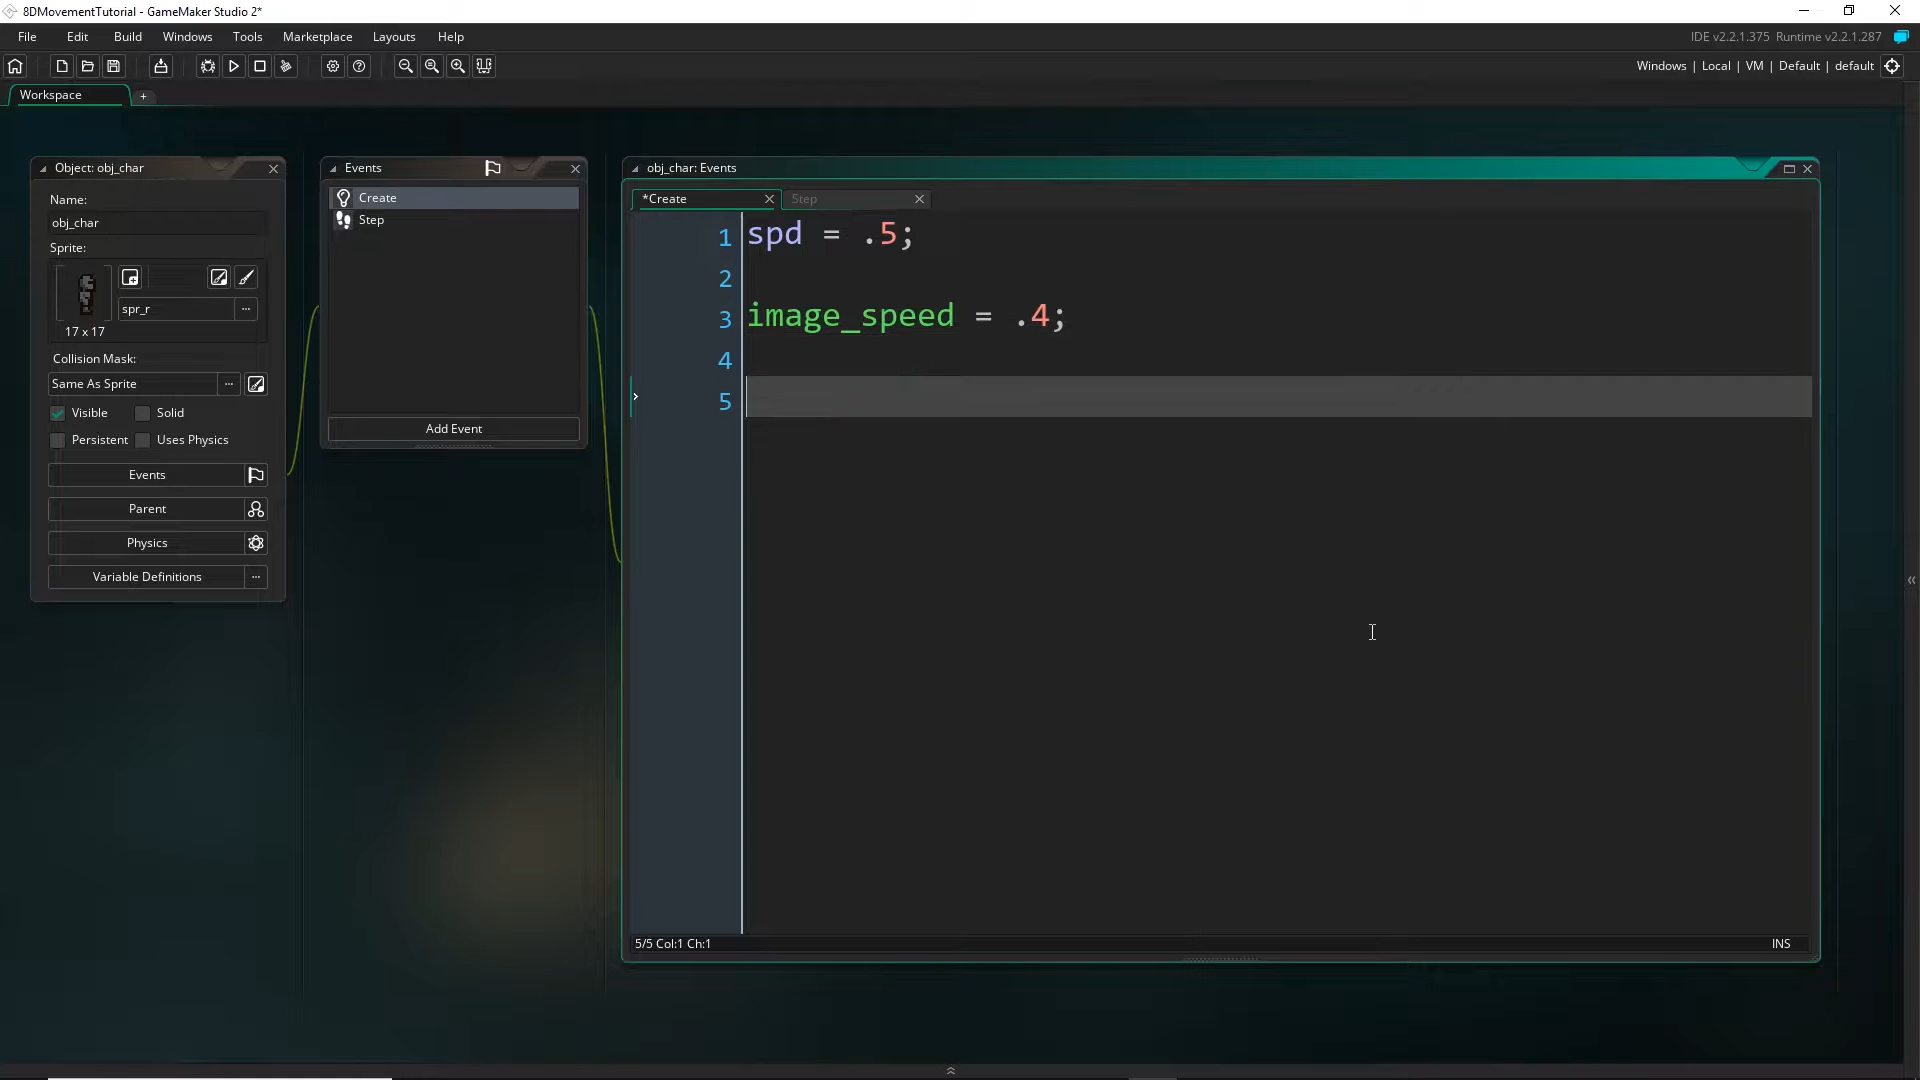 8DMovementTutorial - GameMaker Studio 2*
File Edit Build Windows Tools Marketplace Layouts Help
IDE v2.2.1.375 Runtime v2.2.1.287
Windows | Local | VM | Default | default
Workspace +
Object: obj_char
Name:
obj_char
Sprite:
spr_r
17 x 17
Collision Mask:
Same As Sprite
Visible Solid
Persistent Uses Physics
Events
Parent
Physics
Variable Definitions
Events
Create
Step
Add Event
obj_char: Events
*Create Step
1 spd = .5;
2
3 image_speed = .4;
4
5
5/5 Col:1 Ch:1 INS